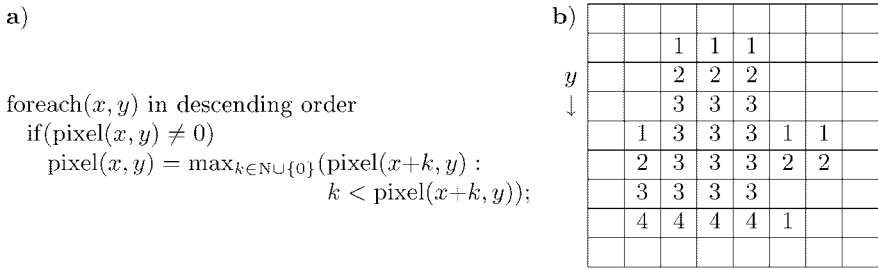 a)
foreach(x, y) in descending order
if(pixel(x, y) ≠ 0)
pixel(x, y) = max_{k∈N∪{0}}(pixel(x+k, y) :
k < pixel(x+k, y));
b)
y
↓
1 1 1
2 2 2
3 3 3
1 3 3 3 1 1
2 3 3 3 2 2
3 3 3 3
4 4 4 4 1